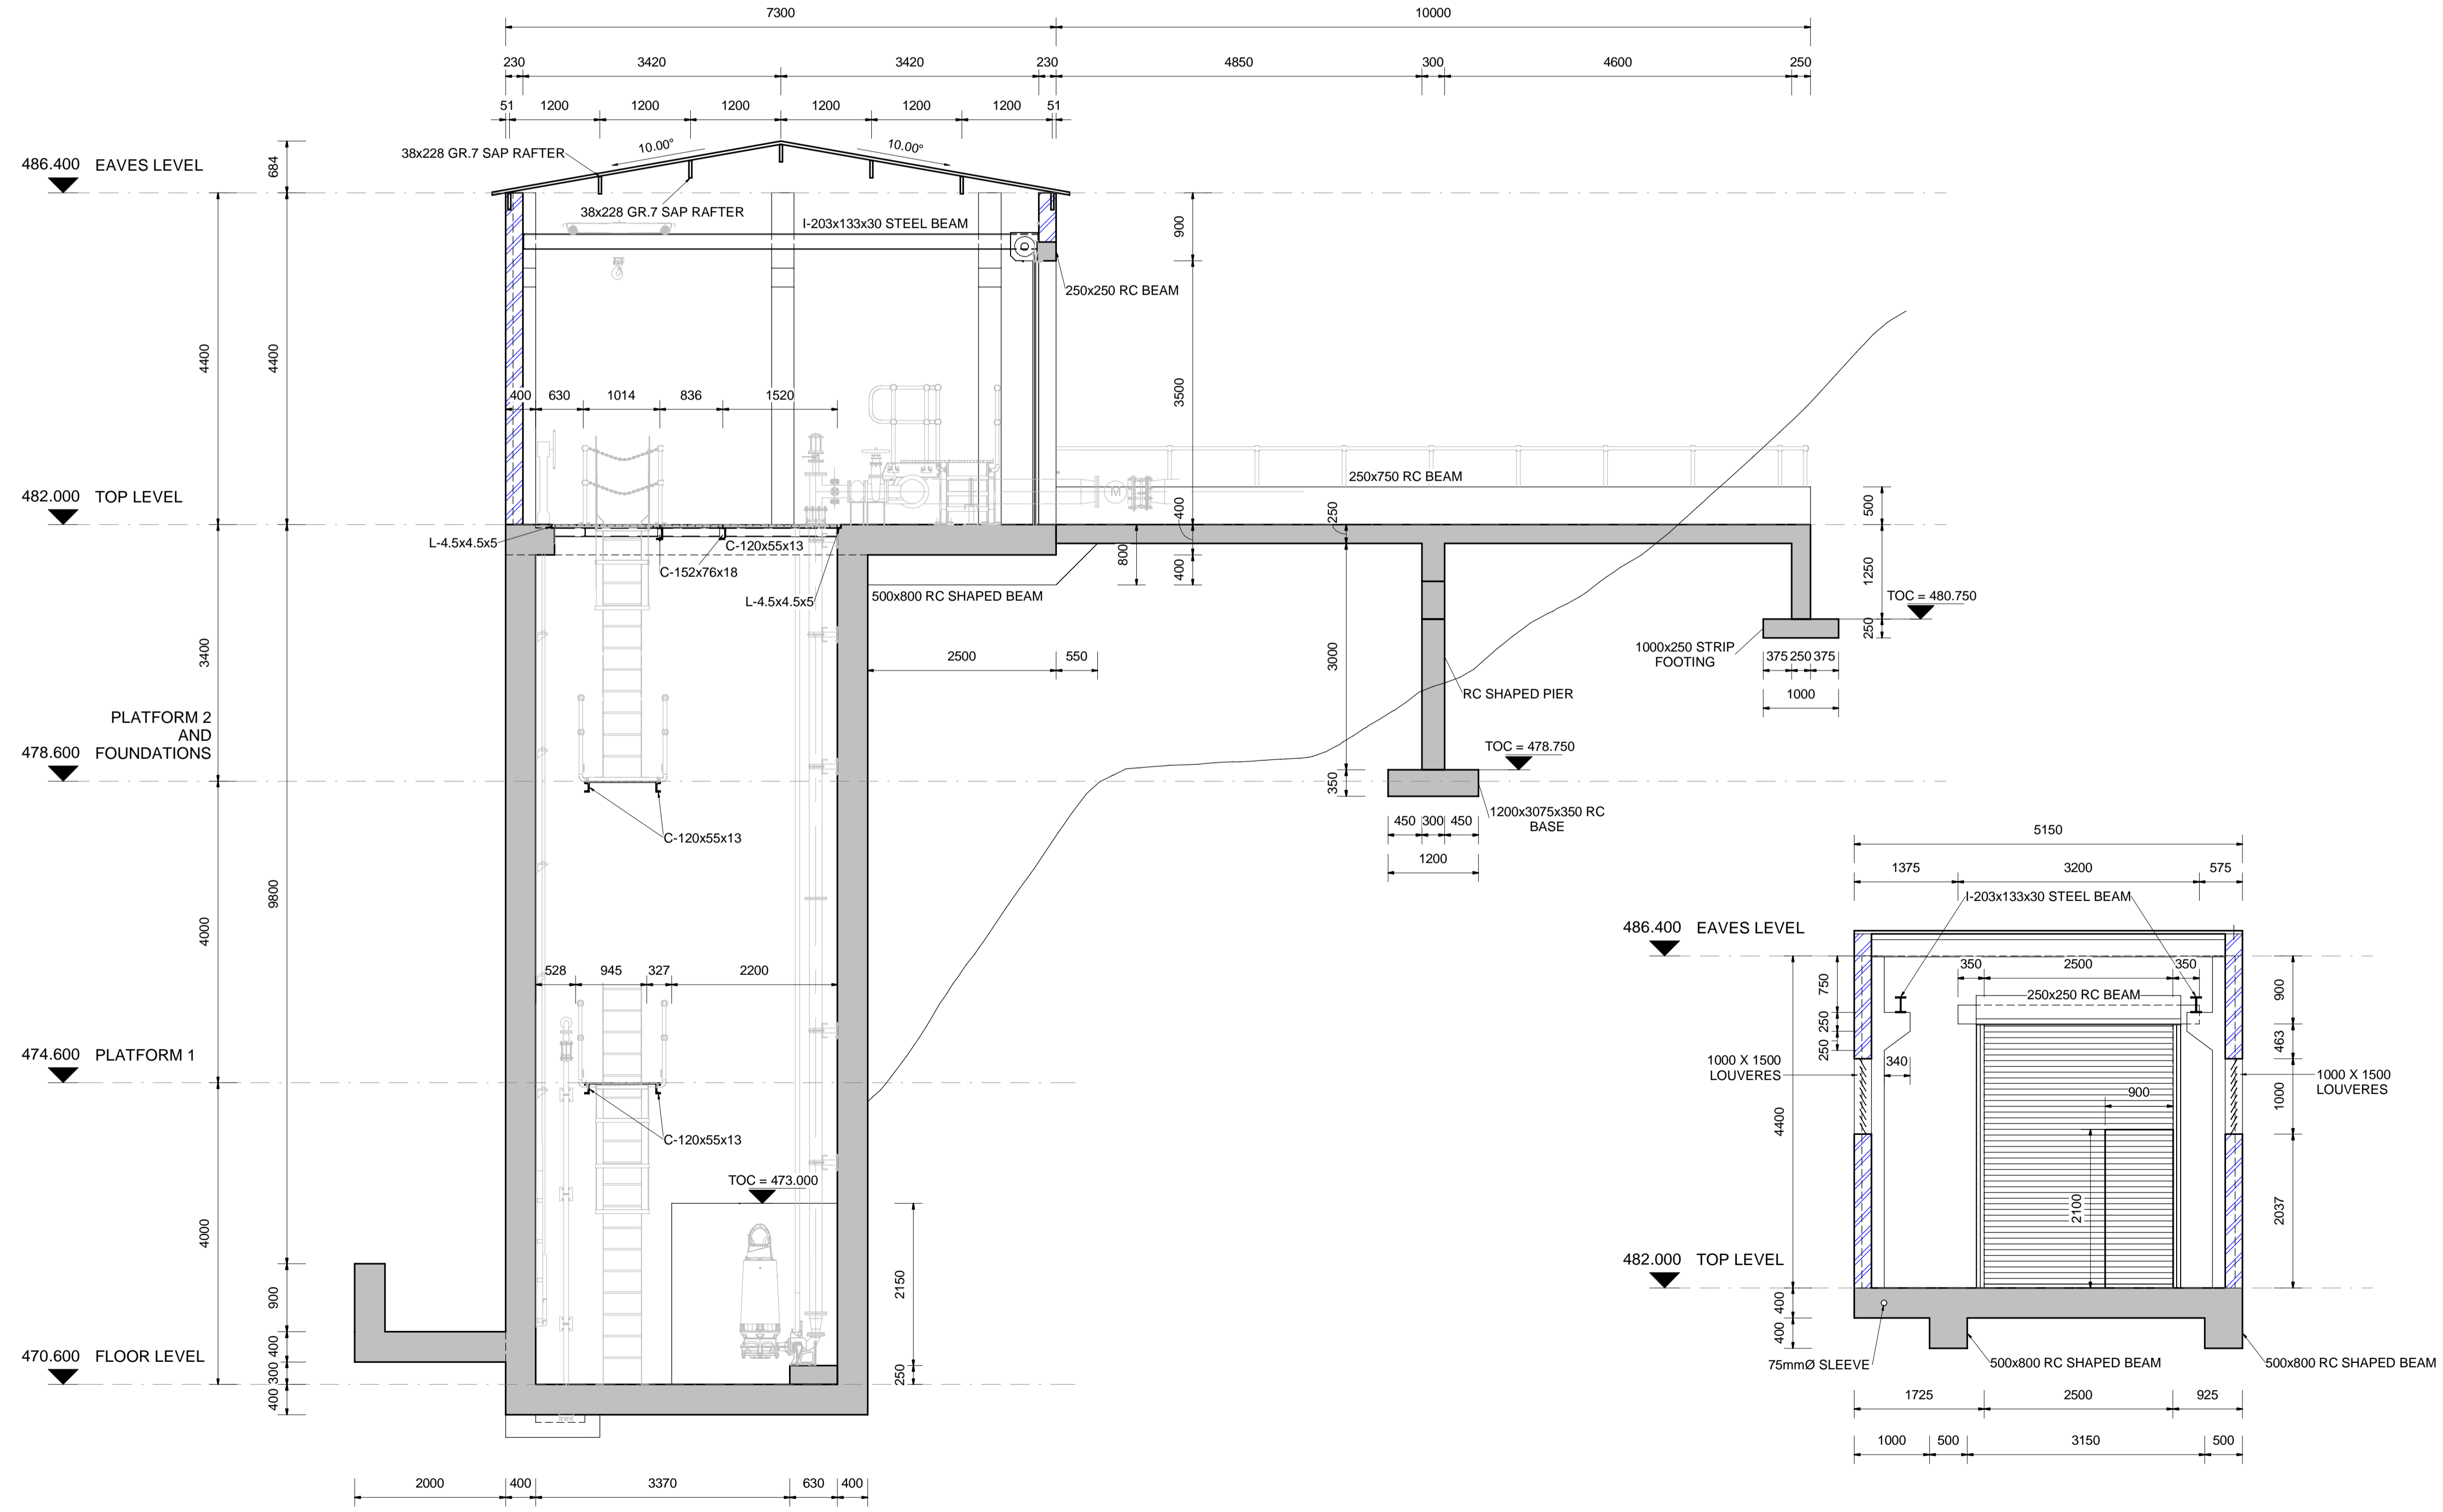 7300
10000
230
3420
3420
230
4850
300
4600
250
51
1200
1200
1200
1200
1200
1200
51
486.400 EAVES LEVEL
684
38x228 GR.7 SAP RAFTER
10.00°
10.00°
38x228 GR.7 SAP RAFTER
I-203x133x30 STEEL BEAM
900
250x250 RC BEAM
4400
4400
3500
400
630
1014
836
1520
482.000 TOP LEVEL
250x750 RC BEAM
M
400
250
500
L-4.5x4.5x5
C-120x55x13
C-152x76x18
L-4.5x4.5x5
800
400
500x800 RC SHAPED BEAM
1250
TOC = 480.750
250
3400
2500
550
3000
1000x250 STRIP
FOOTING
375
250
375
1000
RC SHAPED PIER
PLATFORM 2
AND
478.600 FOUNDATIONS
TOC = 478.750
350
1200x3075x350 RC
BASE
450
300
450
1200
C-120x55x13
9800
4000
528
945
327
2200
474.600 PLATFORM 1
C-120x55x13
TOC = 473.000
4000
2150
250
900
400
300
400
470.600 FLOOR LEVEL
2000
400
3370
630
400
5150
1375
3200
575
I-203x133x30 STEEL BEAM
486.400 EAVES LEVEL
350
2500
350
750
250
250
250x250 RC BEAM
900
463
340
1000 X 1500
LOUVERES
1000 X 1500
LOUVERES
1000
900
4400
2100
2037
482.000 TOP LEVEL
400
400
75mmØ SLEEVE
500x800 RC SHAPED BEAM
500x800 RC SHAPED BEAM
1725
2500
925
1000
500
3150
500